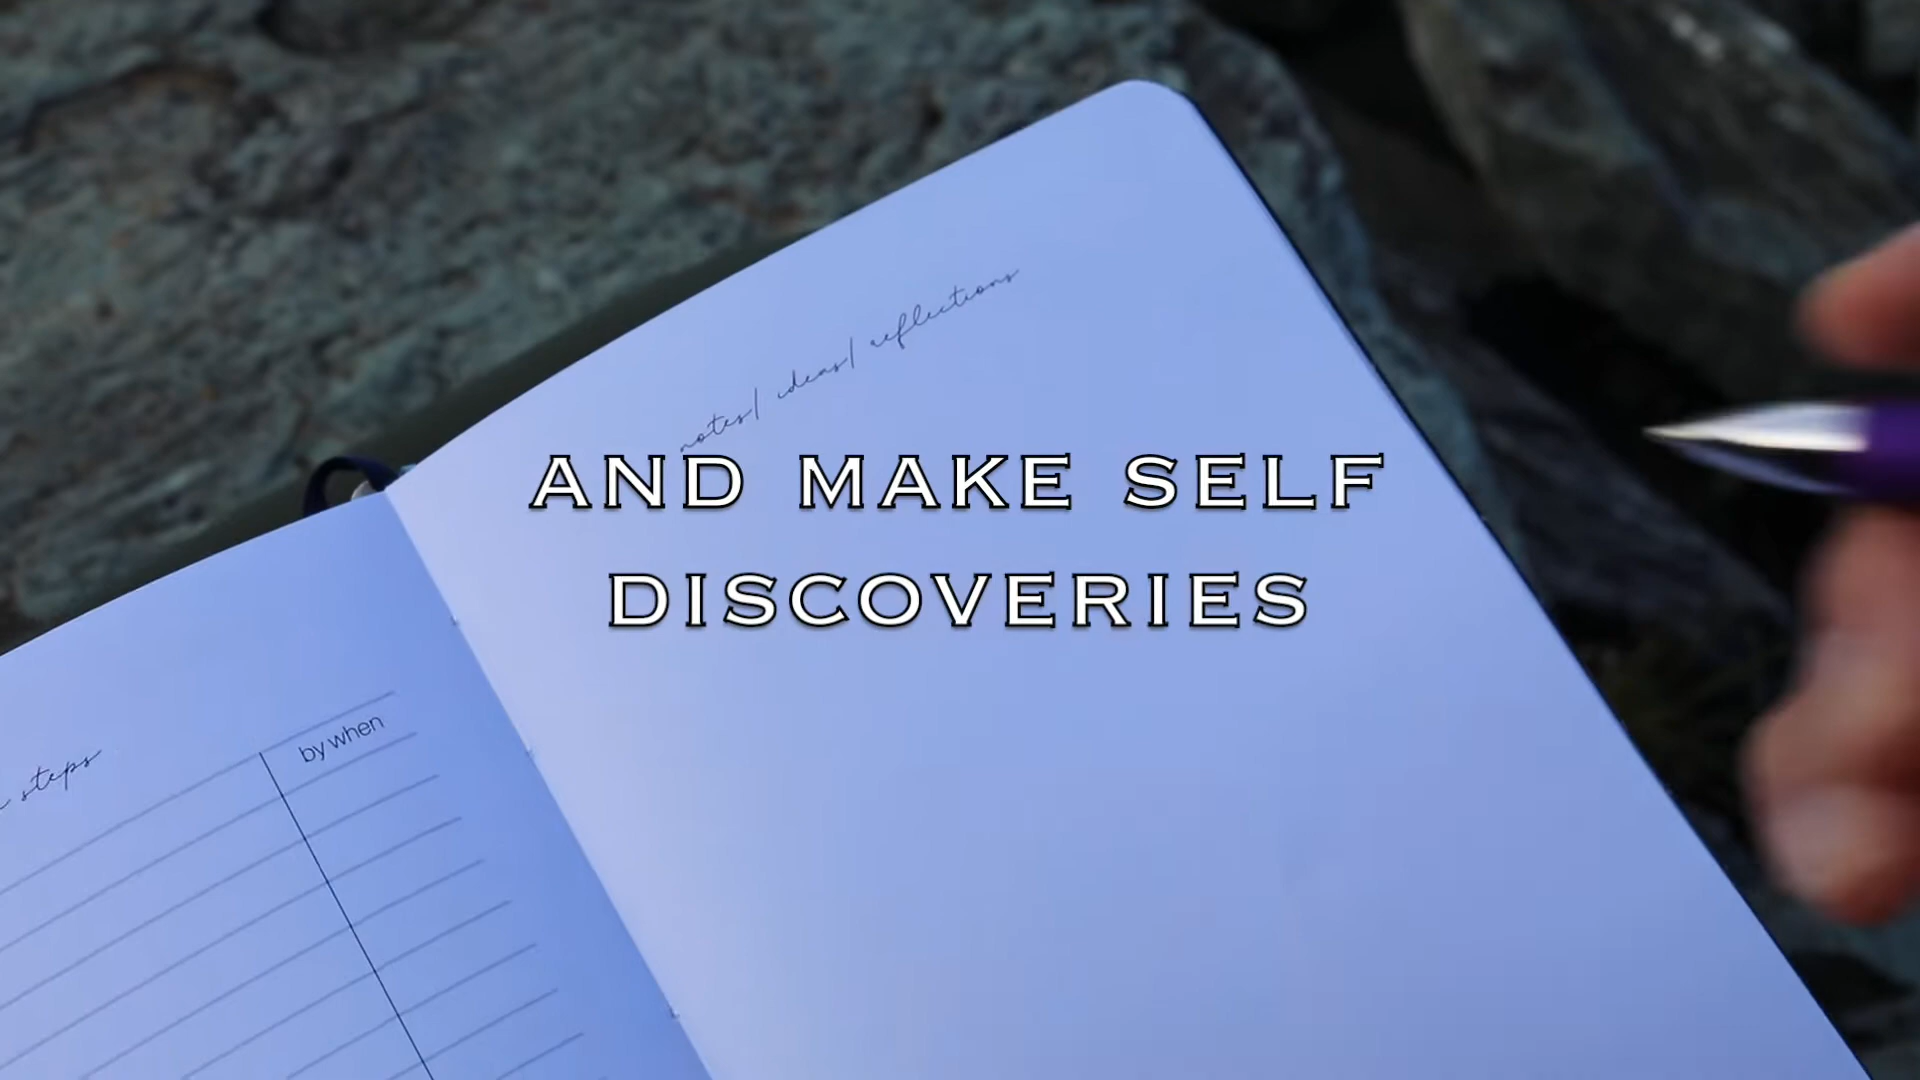 notes/ ideas/ reflections
AND MAKE SELF
DISCOVERIES
steps
by when